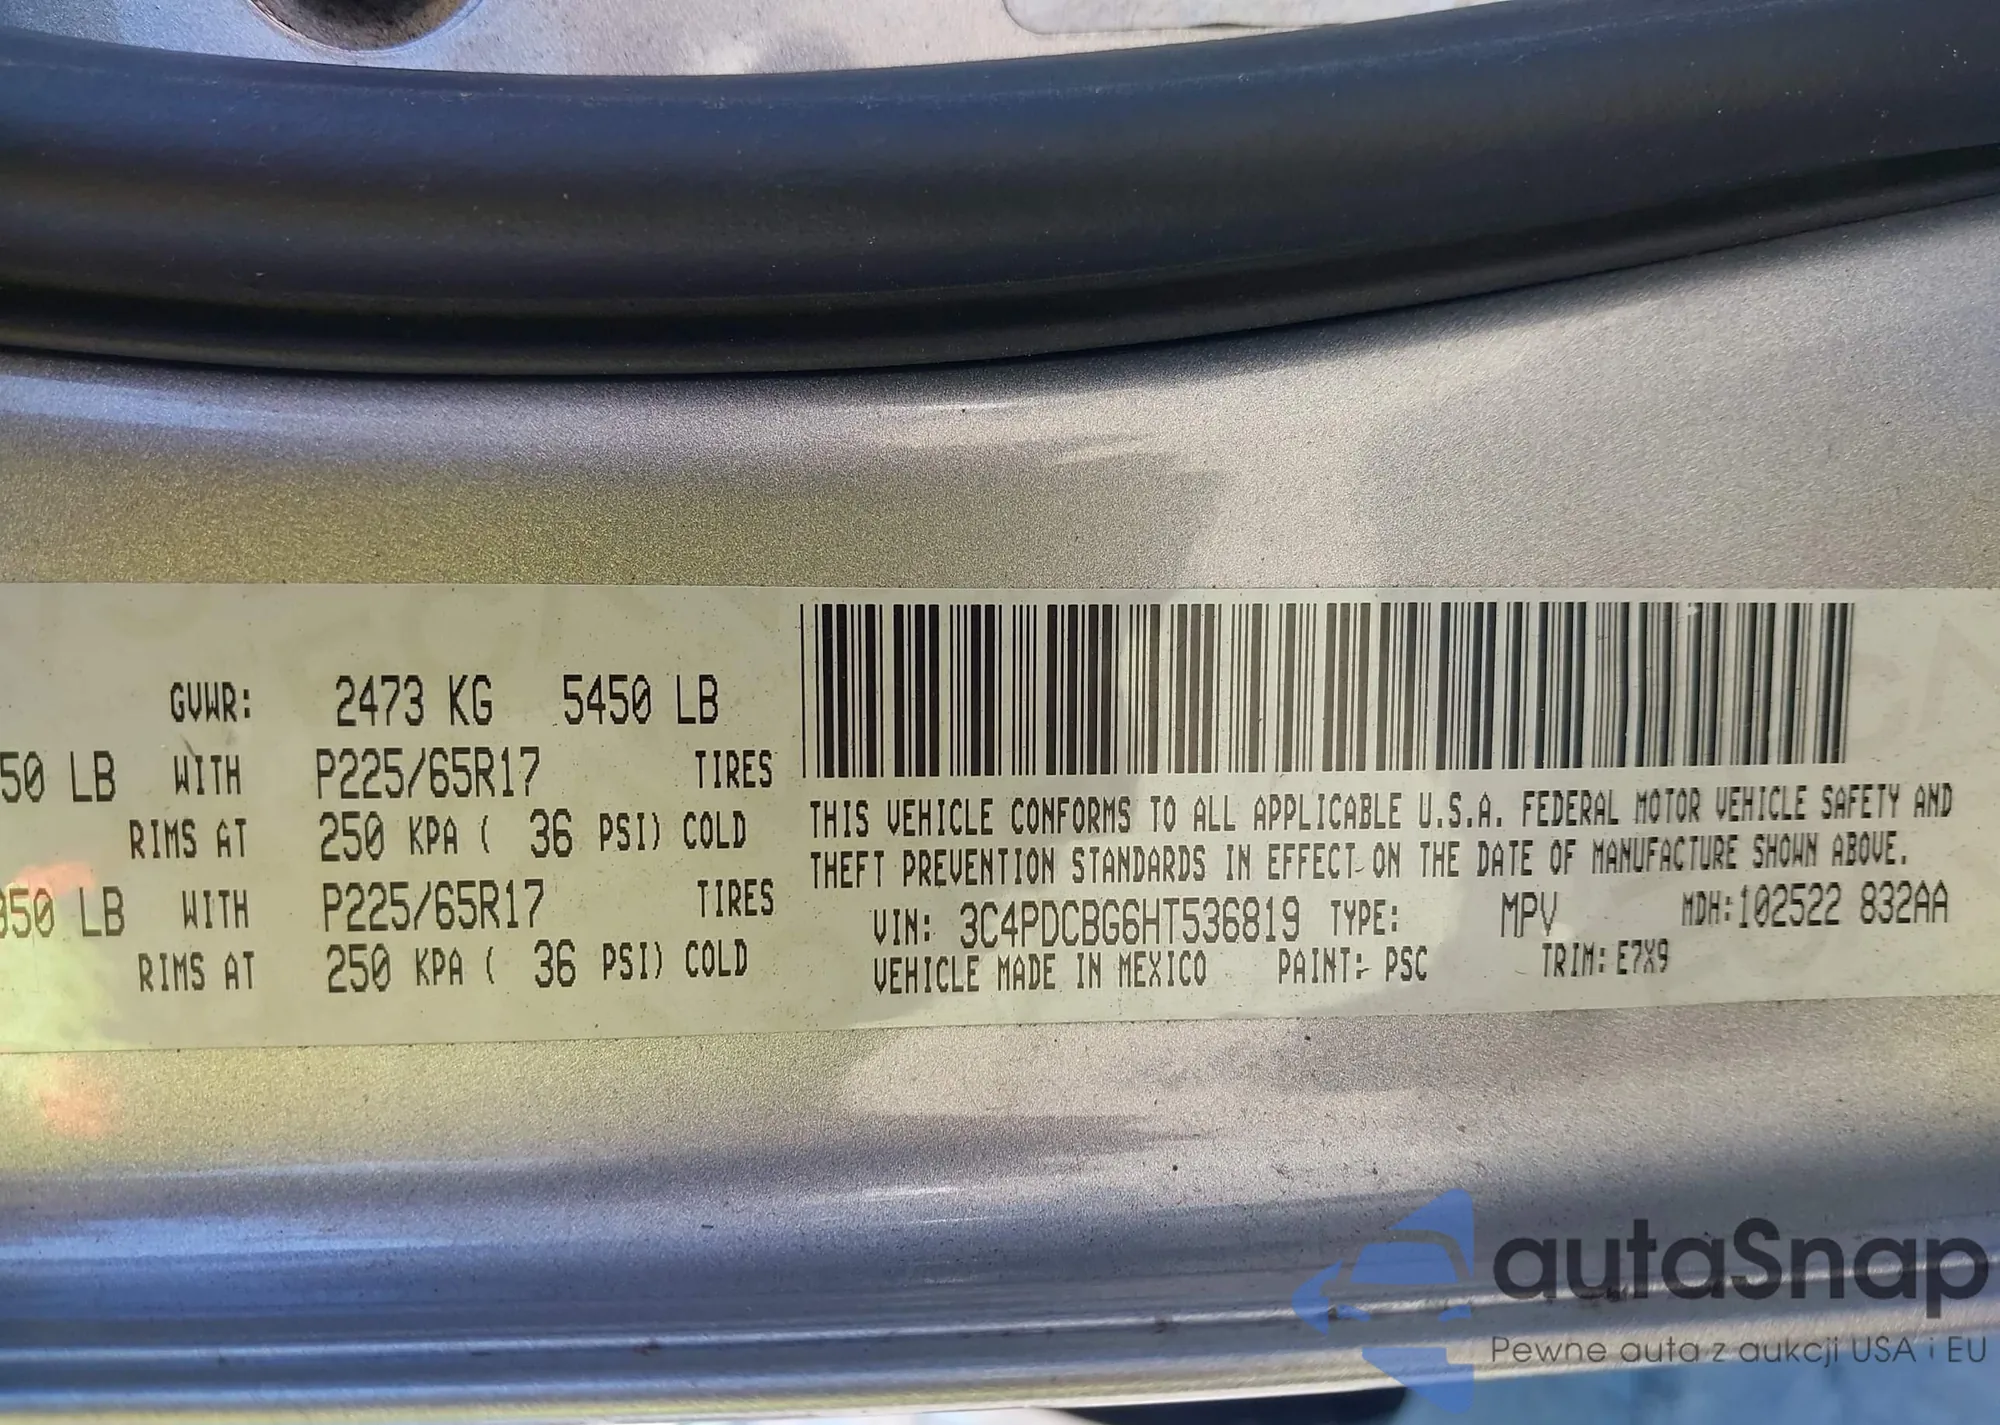 GVWR: 2473 KG 5450 LB
50 LB WITH P225/65R17 TIRES
RIMS AT 250 KPA ( 36 PSI) COLD
950 LB WITH P225/65R17 TIRES
RIMS AT 250 KPA ( 36 PSI) COLD
THIS VEHICLE CONFORMS TO ALL APPLICABLE U.S.A. FEDERAL MOTOR VEHICLE SAFETY AND
THEFT PREVENTION STANDARDS IN EFFECT ON THE DATE OF MANUFACTURE SHOWN ABOVE.
VIN: 3C4PDCBG6HT536819 TYPE: MPV MDH:102522 832AA
VEHICLE MADE IN MEXICO PAINT: PSC TRIM: E7X9
autaSnap
Pewne auta z aukcji USA i EU